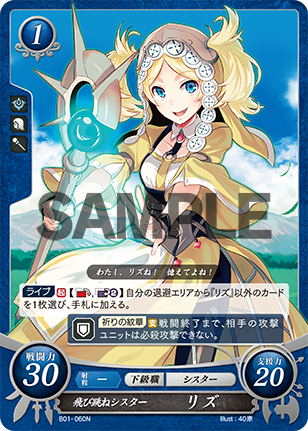 1
SAMPLE
わたし、リズね! 憶えてよね!
ライブ 起 【 、 】自分の退避エリアから『リズ』以外のカード
を1枚選び、手札に加える。
祈りの紋章 支 戦闘終了まで、相手の攻撃
ユニットは必殺攻撃できない。
戦闘力
30
射程 ー
下級職
シスター
支援力
20
飛び跳ねシスター リズ
B01-060N
Illust:40原